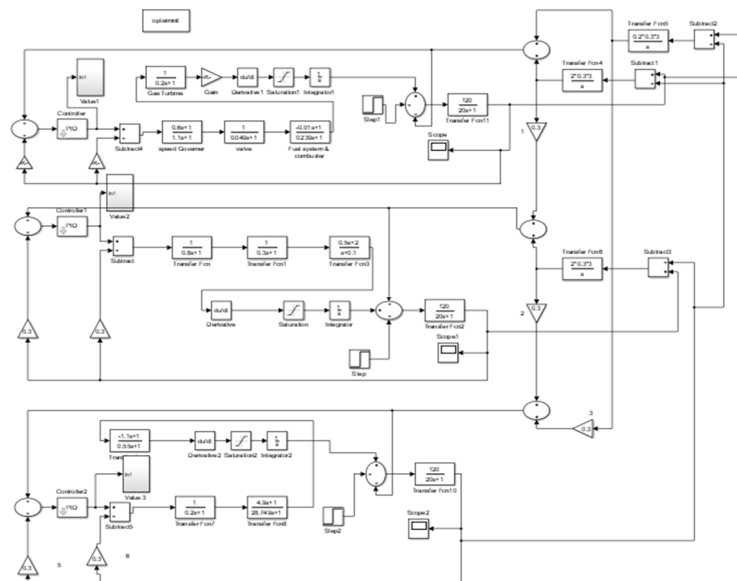 optaimist
Transfer Fcn5
0.2*0.3*3
s
Subtract2
Transfer Fcn4
2*0.3*3
s
Subtract1
In1
Value1
1
0.2s+1
Gas Turbine
Gain
du/dt
Derivative1
Saturation1
1
s
Integrator1
Controller
PID
Subtract4
0.6s+1
1.1s+1
speed Governer
1
0.049s+1
valve
-0.01s+1
0.239s+1
Fuel system &
combuster
Step1
120
20s+1
Transfer Fcn11
Scope
0.3
1
In1
Value2
Controller1
PID
Subtract
1
0.6s+1
Transfer Fcn
1
0.3s+1
Transfer Fcn1
0.5s+2
s+0.1
Transfer Fcn3
du/dt
Derivative
Saturation
1
s
Integrator
Step
120
20s+1
Transfer Fcn2
Scope1
0.3
0.3
Transfer Fcn6
2*0.3*3
s
Subtract3
0.3
2
3
0.3
-1.1s+1
0.55s+1
du/dt
Derivative2
Saturation2
1
s
Integrator2
In1
Value 3
Controller2
PID
Subtract5
1
0.2s+1
Transfer Fcn7
4.9s+1
28.749s+1
Transfer Fcn8
Step2
120
20s+1
Transfer Fcn10
Scope2
0.3
5
0.3
6